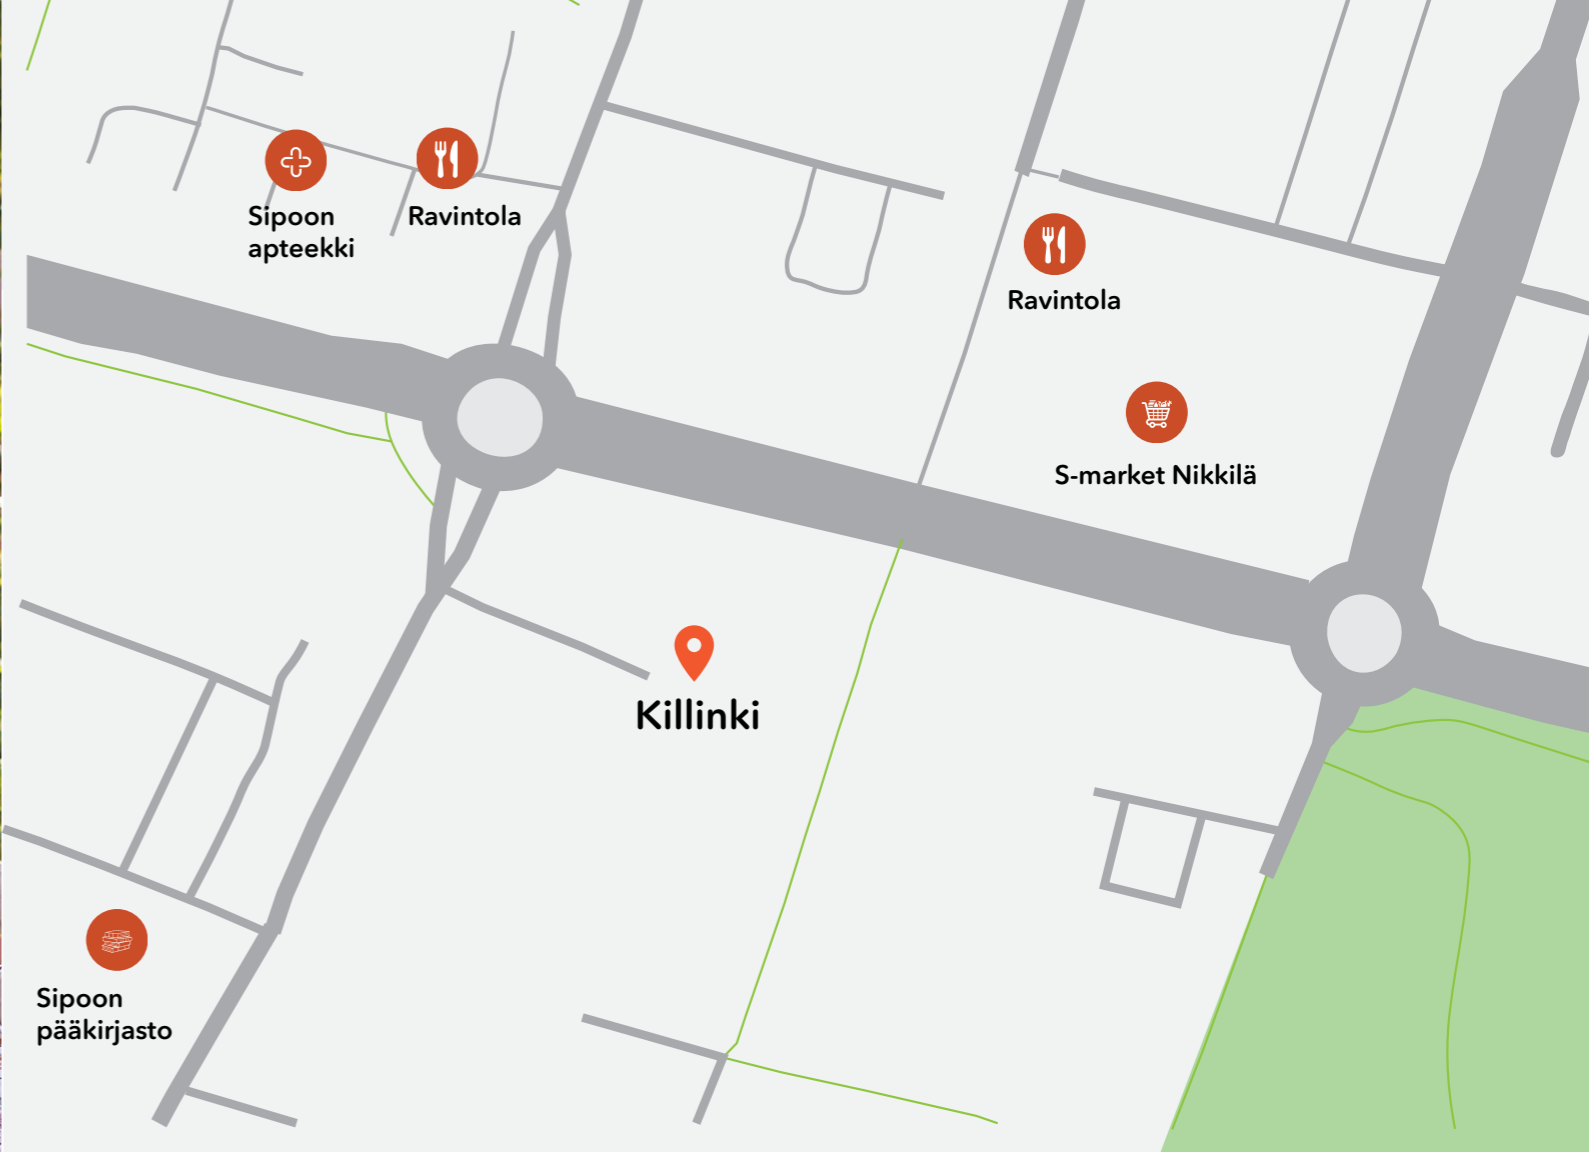 Sipoon
apteekki
Ravintola
Ravintola
S-market Nikkilä
Killinki
Sipoon
pääkirjasto